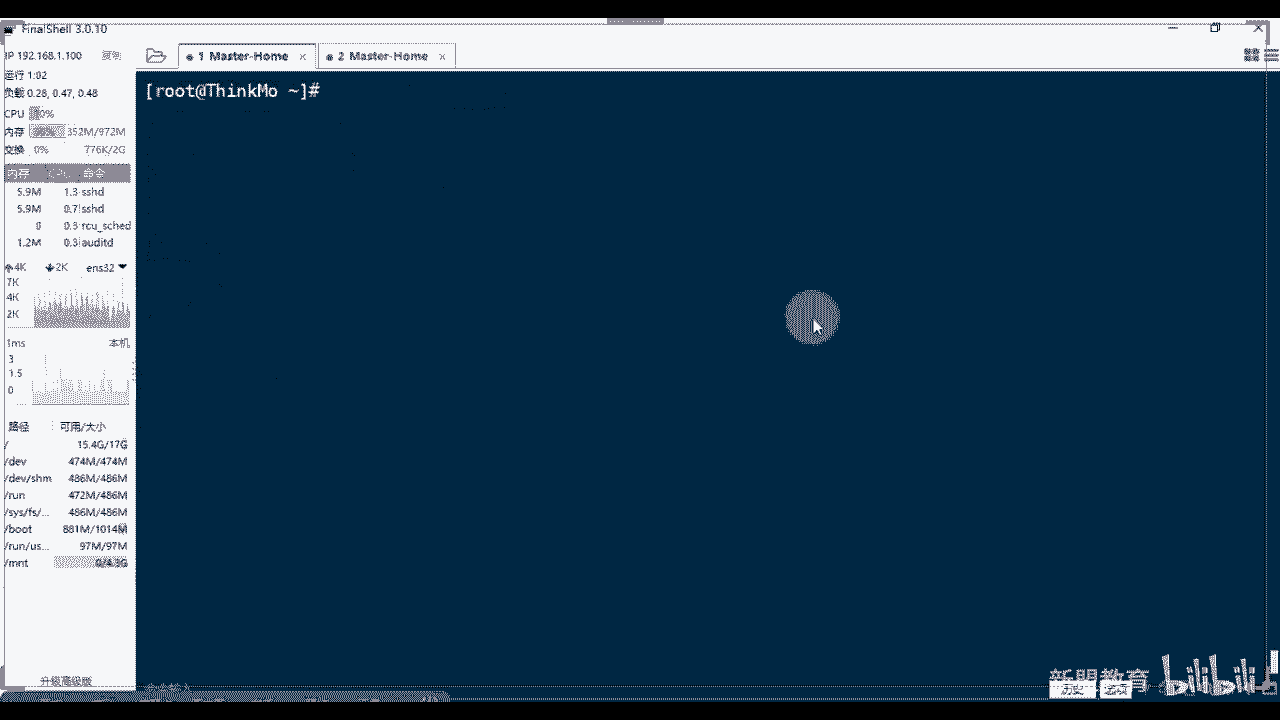 FinalShell 3.0.10
IP 192.168.1.100 复制
1 Master-Home × 2 Master-Home ×
运行 1:02
负载 0.28, 0.47, 0.48
CPU
内存 352M/972M
交换 0% 776K/2G
内存 CPU 命令
5.9M 1.3 sshd
5.9M 0.7 sshd
0 0.3 rcu_sched
1.2M 0.3 auditd
4K 2K ens32
7K
4K
2K
1ms 本机
3
1.5
0
路径 可用/大小
/ 15.4G/17G
/dev 474M/474M
/dev/shm 486M/486M
/run 472M/486M
/sys/fs/... 486M/486M
/boot 881M/1014M
/run/us... 97M/97M
/mnt 0/4.3G
升级高级版
[root@ThinkMo ~]#
新盟教育
历史 选项